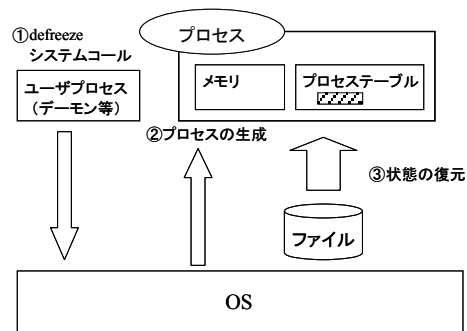 ①defreeze
システムコール
ユーザプロセス
（デーモン等）
プロセス
メモリ
プロセステーブル
②プロセスの生成
③状態の復元
ファイル
OS